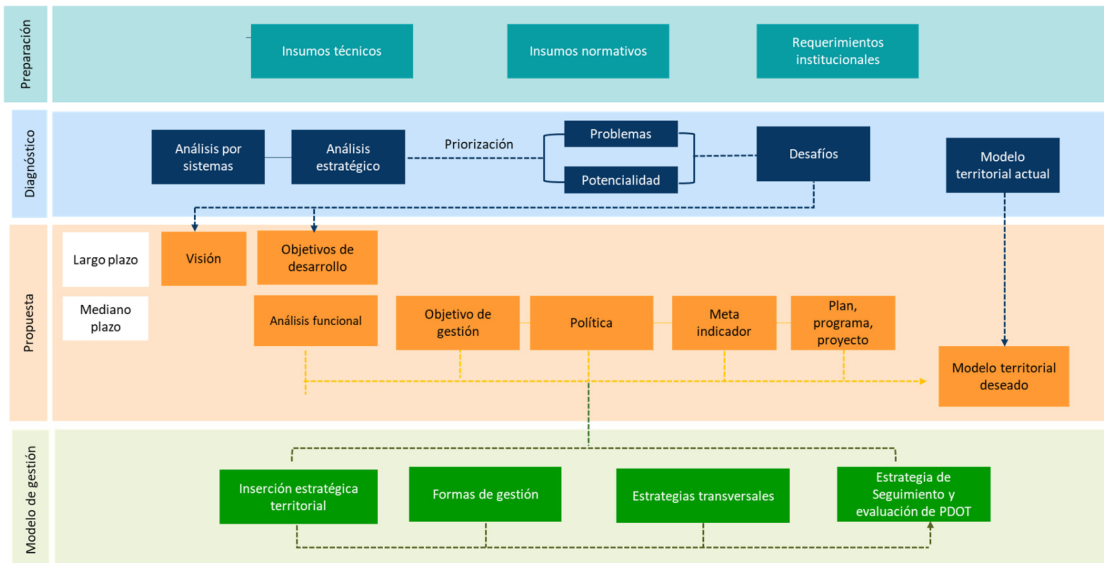 Preparación
Insumos técnicos
Insumos normativos
Requerimientos
institucionales
Diagnóstico
Análisis por
sistemas
Análisis
estratégico
Priorización
Problemas
Potencialidad
Desafíos
Modelo
territorial actual
Propuesta
Largo plazo
Visión
Objetivos de
desarrollo
Mediano
plazo
Análisis funcional
Objetivo de
gestión
Política
Meta
indicador
Plan,
programa,
proyecto
Modelo territorial
deseado
Modelo de gestión
Inserción estratégica
territorial
Formas de gestión
Estrategias transversales
Estrategia de
Seguimiento y
evaluación de PDOT